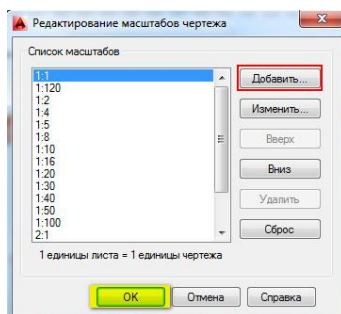 Редактирование масштабов чертежа
Список масштабов
1:1
1:120
1:2
1:4
1:5
1:8
1:10
1:16
1:20
1:30
1:40
1:50
1:100
2:1
Добавить...
Изменить...
Вверх
Вниз
Удалить
Сброс
1 единицы листа = 1 единицы чертежа
OK
Отмена
Справка